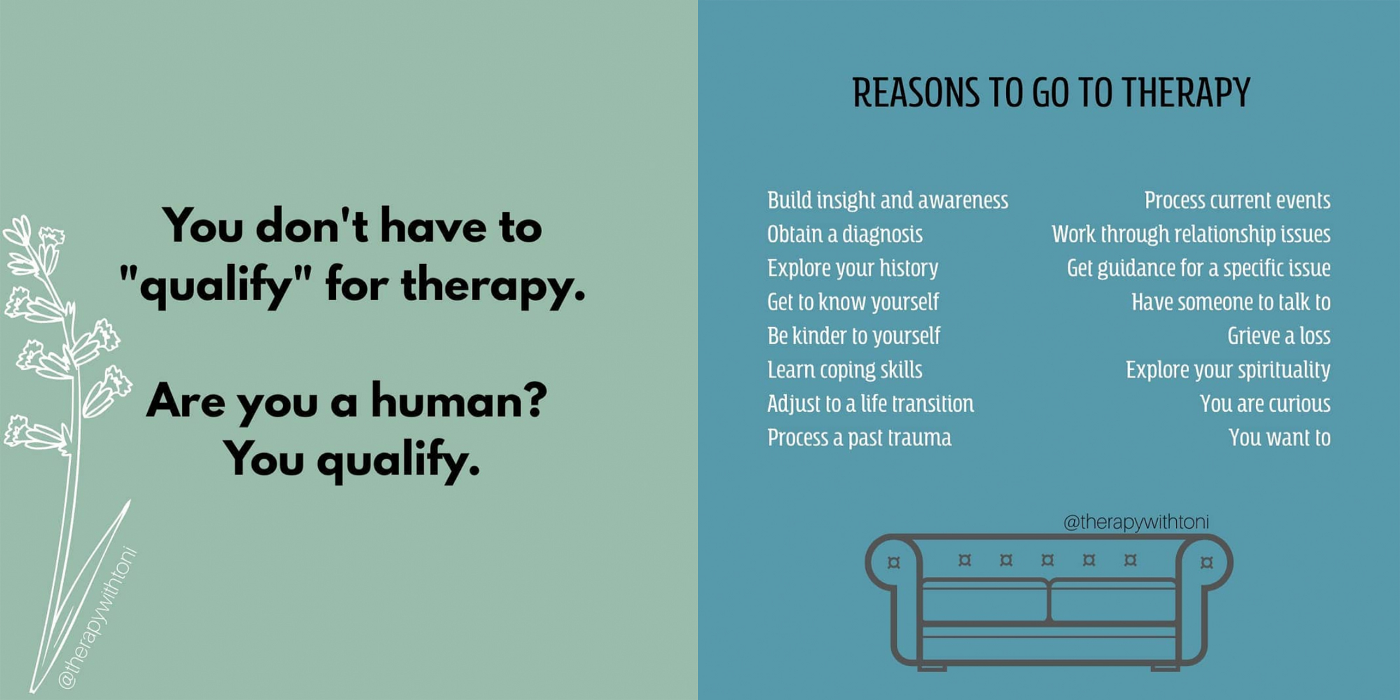 You don't have to
"qualify" for therapy.
Are you a human?
You qualify.
@therapywithtoni
REASONS TO GO TO THERAPY
Build insight and awareness
Obtain a diagnosis
Explore your history
Get to know yourself
Be kinder to yourself
Learn coping skills
Adjust to a life transition
Process a past trauma
Process current events
Work through relationship issues
Get guidance for a specific issue
Have someone to talk to
Grieve a loss
Explore your spirituality
You are curious
You want to
@therapywithtoni